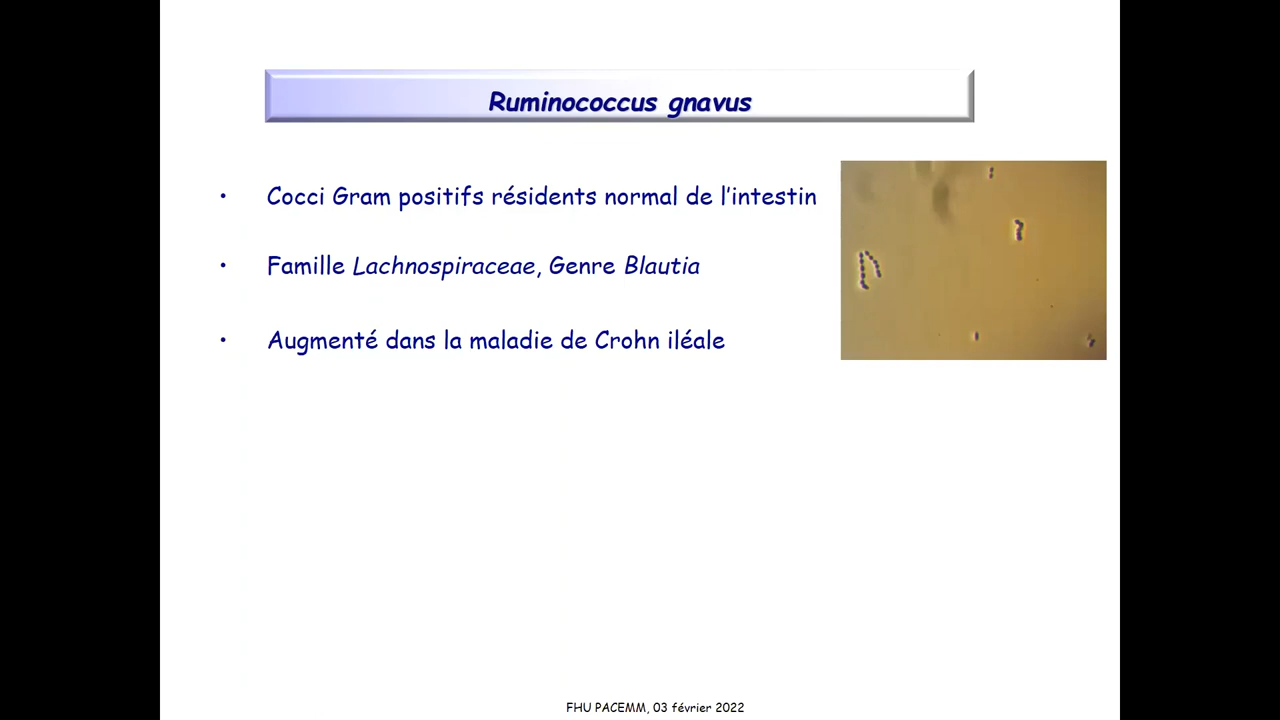 Ruminococcus gnavus
• Cocci Gram positifs résidents normal de l'intestin
• Famille Lachnospiraceae, Genre Blautia
• Augmenté dans la maladie de Crohn iléale
FHU PACEMM, 03 février 2022